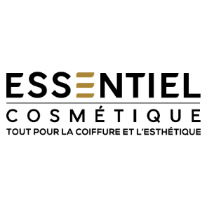 ESSENTIEL
COSMÉTIQUE
TOUT POUR LA COIFFURE ET L'ESTHÉTIQUE